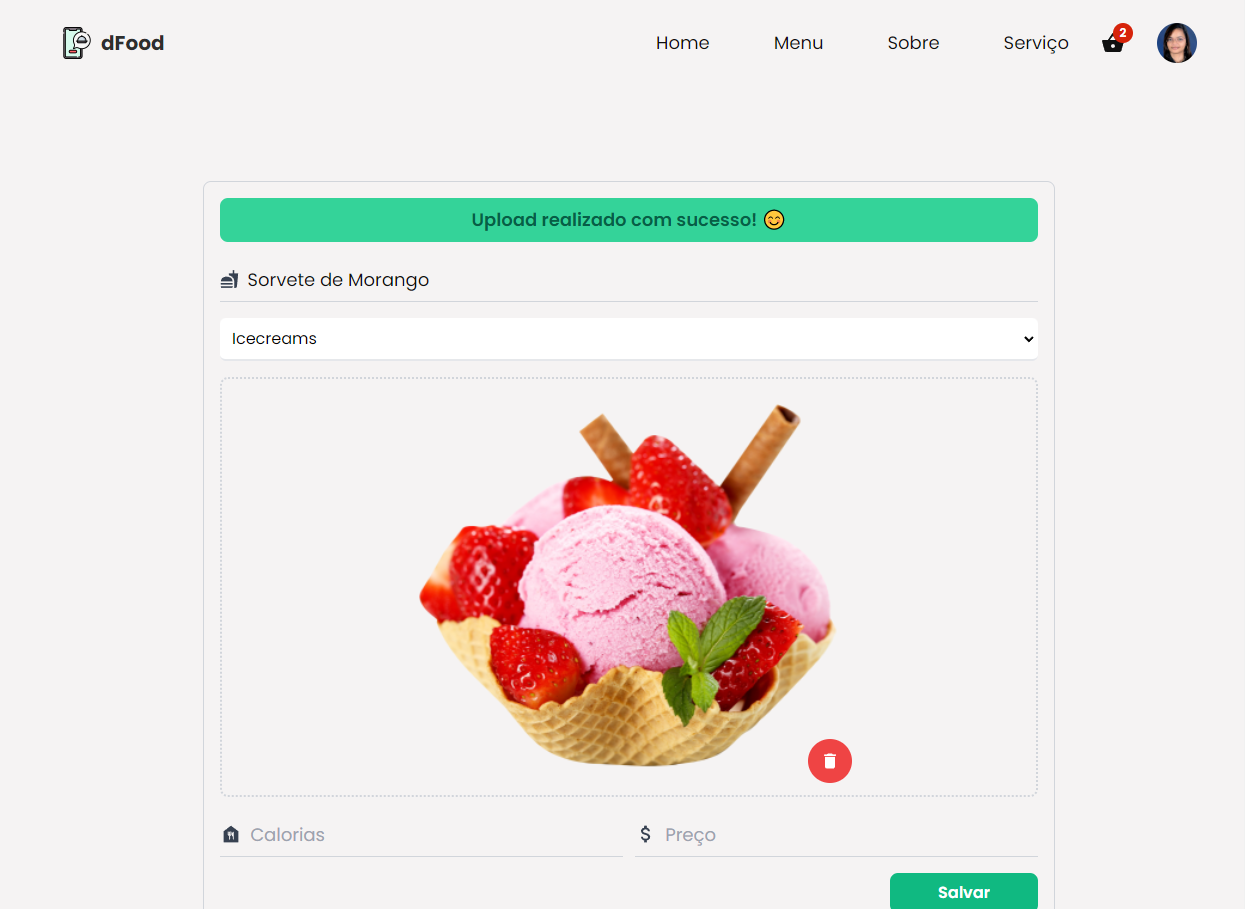 dFood
Home Menu Sobre Serviço 2
Upload realizado com sucesso! 😊
Sorvete de Morango
Icecreams
Calorias $ Preço
Salvar